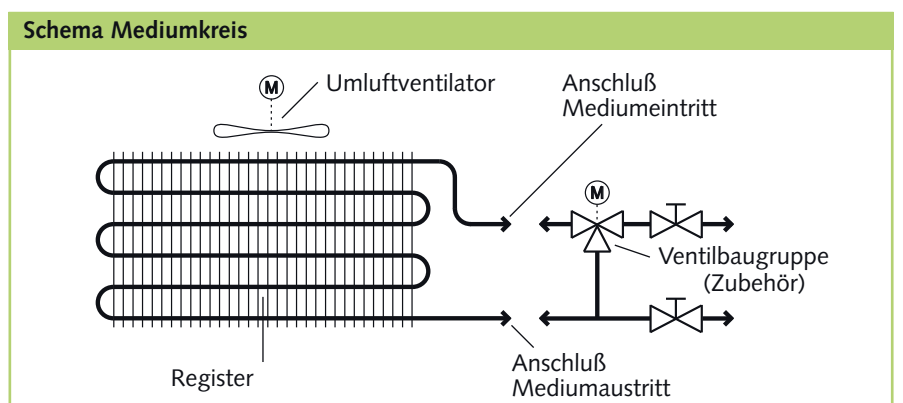 Schema Mediumkreis
M
Umluftventilator
Anschluß
Mediumeintritt
M
Ventilbaugruppe
(Zubehör)
Register
Anschluß
Mediumaustritt